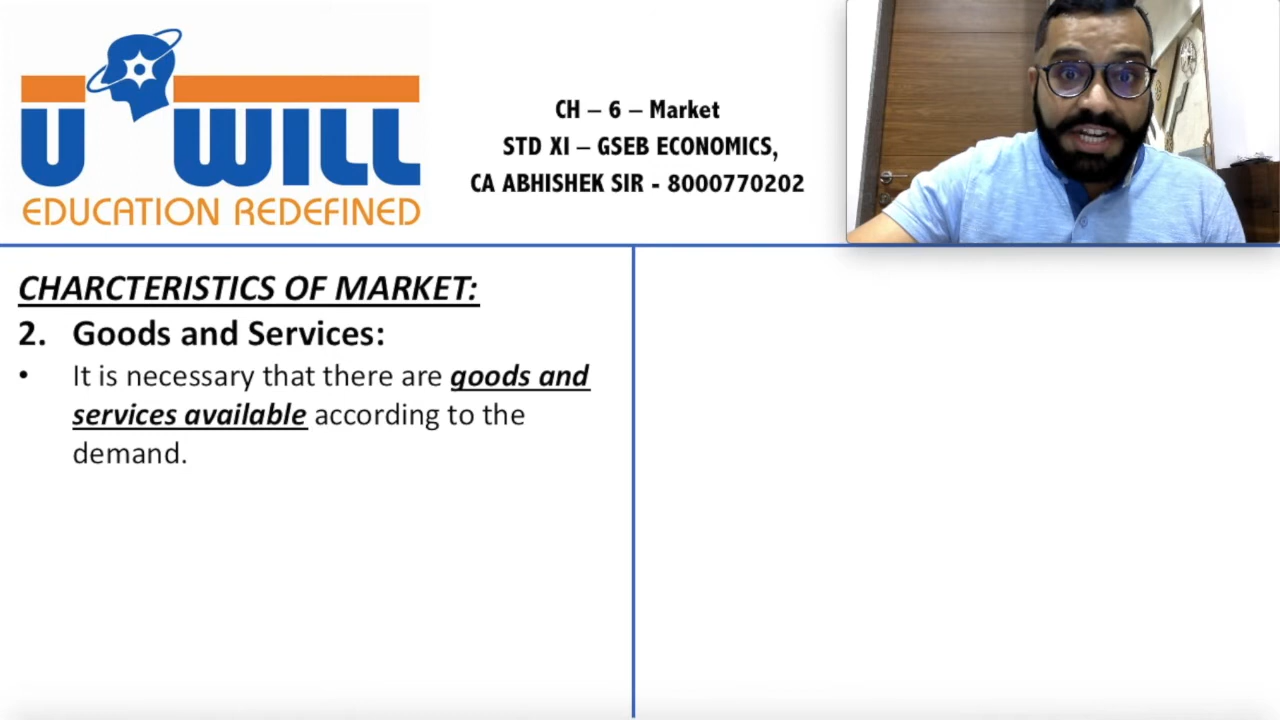 U WILL
EDUCATION REDEFINED
CH – 6 – Market
STD XI – GSEB ECONOMICS,
CA ABHISHEK SIR - 8000770202
CHARCTERISTICS OF MARKET:
2. Goods and Services:
• It is necessary that there are goods and
services available according to the
demand.